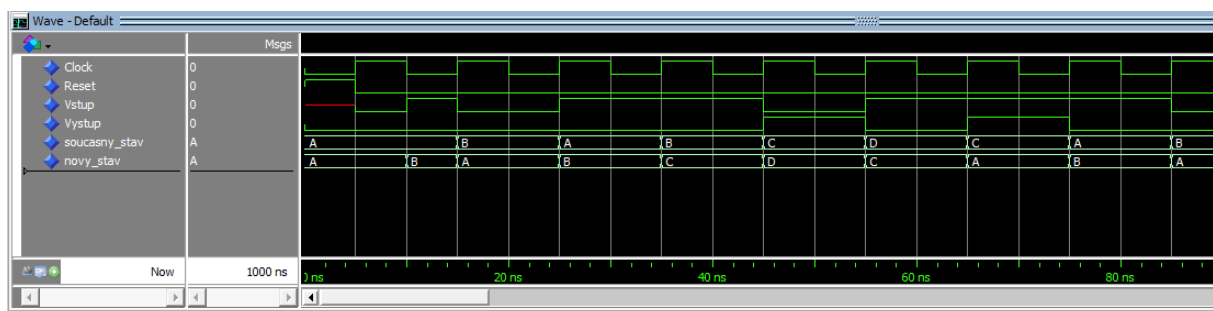 Wave - Default
Msgs
Clock 0
Reset 0
Vstup 0
Vystup 0
soucasny_stav A A B A B C D C A B
novy_stav A A B A B C D C A B A
Now 1000 ns 0 ns 20 ns 40 ns 60 ns 80 ns